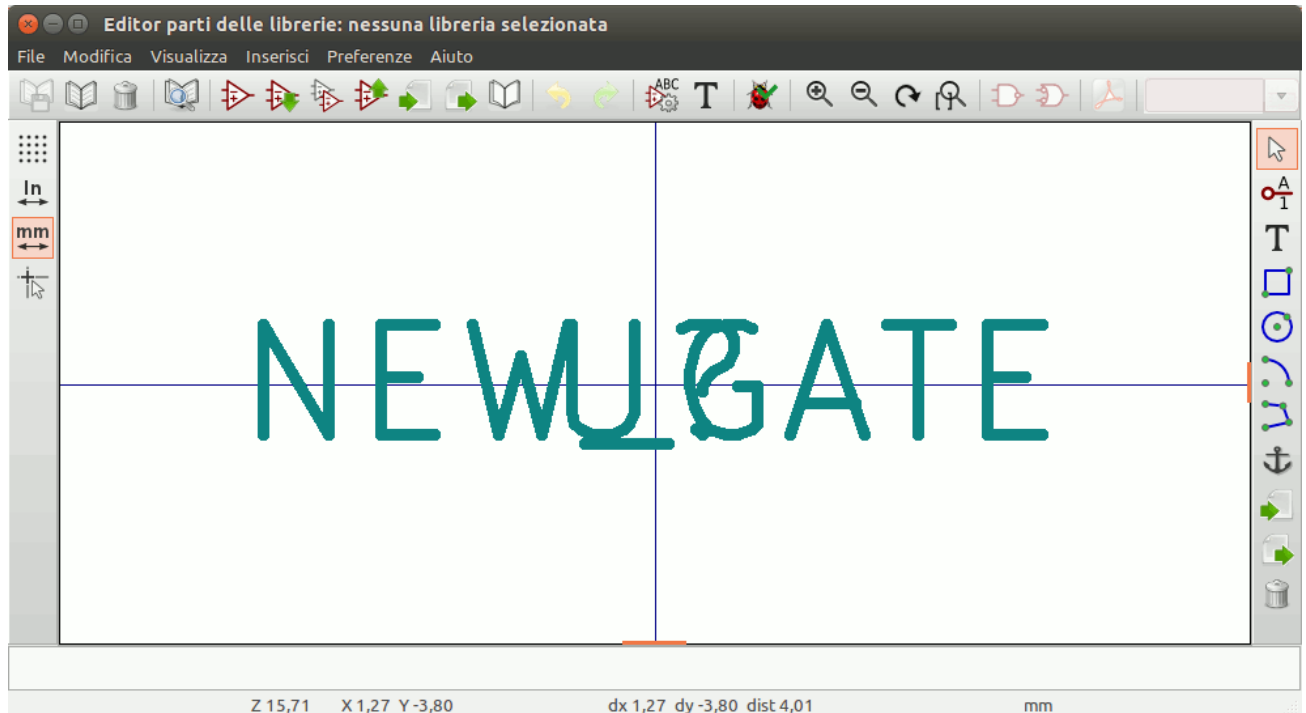 Editor parti delle librerie: nessuna libreria selezionata
File Modifica Visualizza Inserisci Preferenze Aiuto
ABC
T
In
mm
A
1
T
NEW_GATE
U?
Z 15,71 X 1,27 Y -3,80 dx 1,27 dy -3,80 dist 4,01 mm